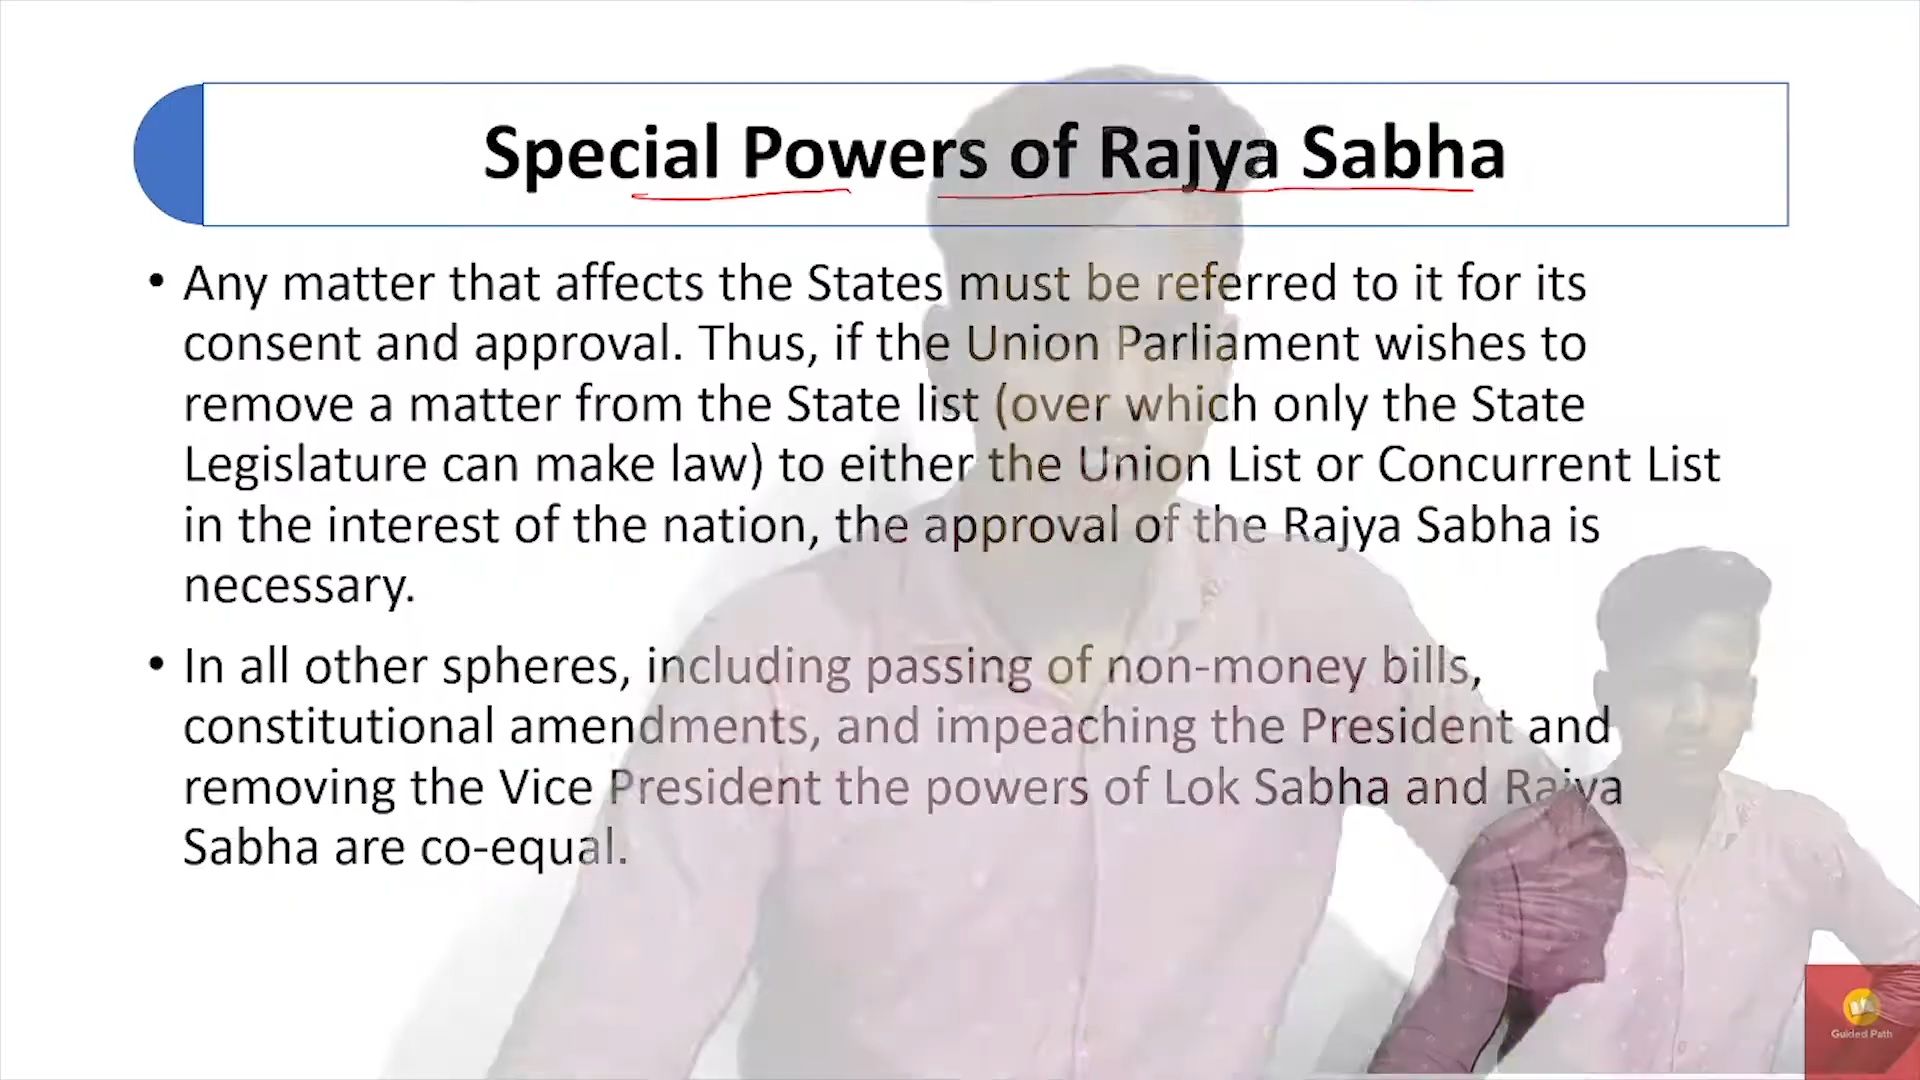 Special Powers of Rajya Sabha
• Any matter that affects the States must be referred to it for its
consent and approval. Thus, if the Union Parliament wishes to
remove a matter from the State list (over which only the State
Legislature can make law) to either the Union List or Concurrent List
in the interest of the nation, the approval of the Rajya Sabha is
necessary.
• In all other spheres, including passing of non-money bills,
constitutional amendments, and impeaching the President and
removing the Vice President the powers of Lok Sabha and Rajya
Sabha are co-equal.
Guided Path